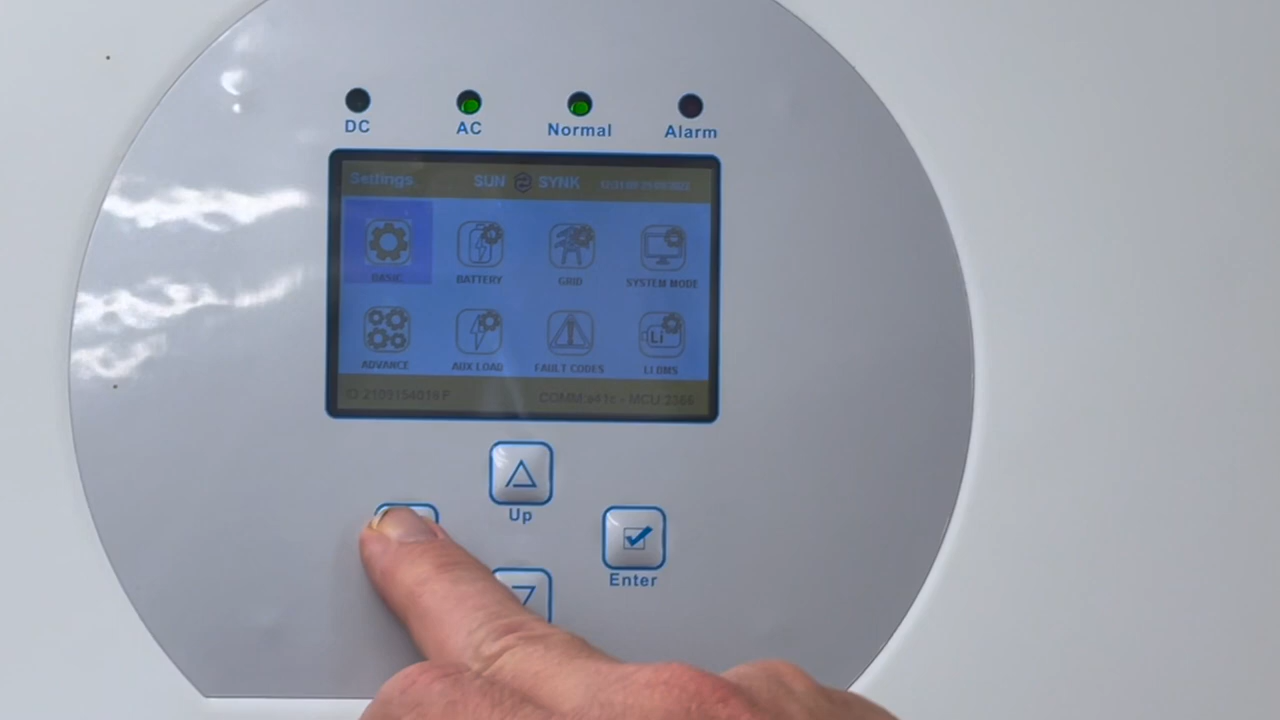 DC AC Normal Alarm
Settings SUN SYNK
BASIC BATTERY GRID SYSTEM MODE
ADVANCE AUX LOAD FAULT CODES LI BMS
Li
Up
Enter